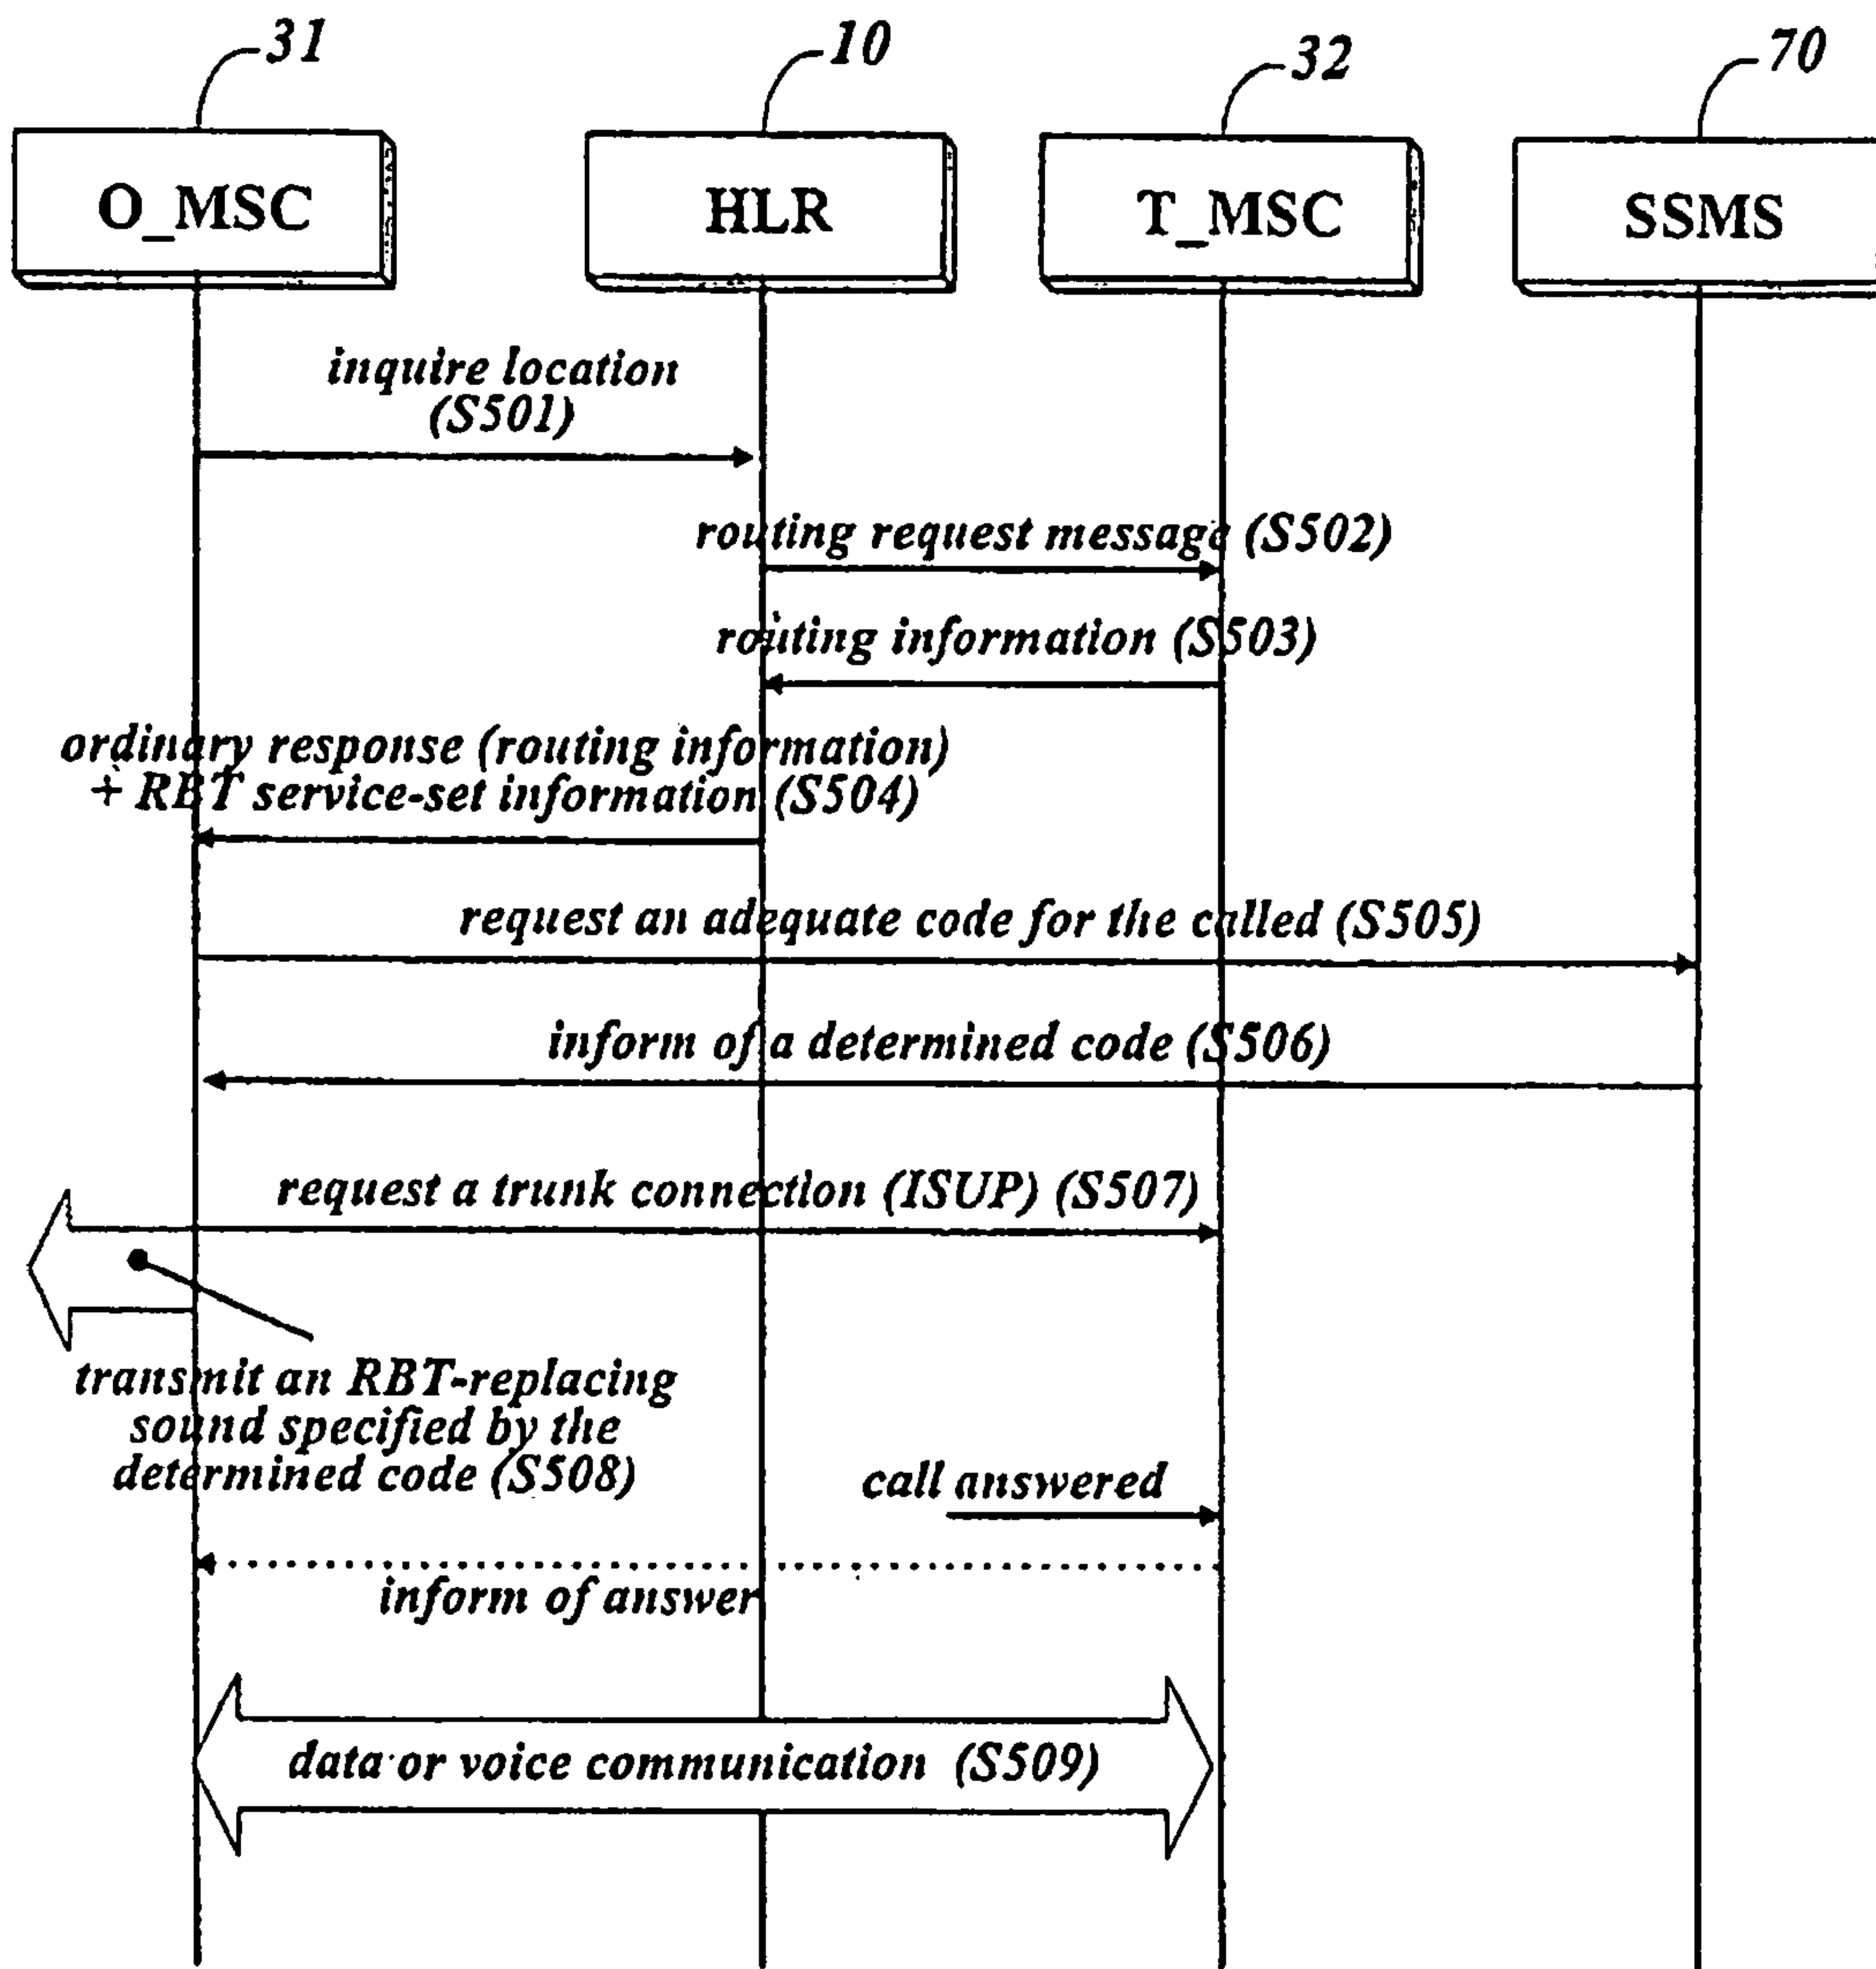 31
10
32
70
O_MSC
HLR
T_MSC
SSMS
inquire location
(S501)
routing request message (S502)
routing information (S503)
ordinary response (routing information)
+ RBT service-set information (S504)
request an adequate code for the called (S505)
inform of a determined code (S506)
request a trunk connection (ISUP) (S507)
transmit an RBT-replacing
sound specified by the
determined code (S508)
call answered
inform of answer
data or voice communication (S509)